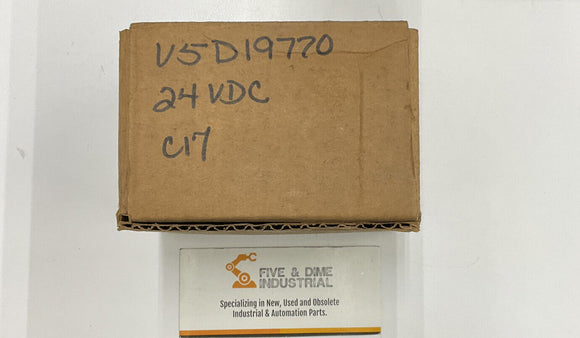 V5D19770
24 VDC
C17
FIVE & DIME
INDUSTRIAL
Specializing in New, Used and Obsolete
Industrial & Automation Parts.